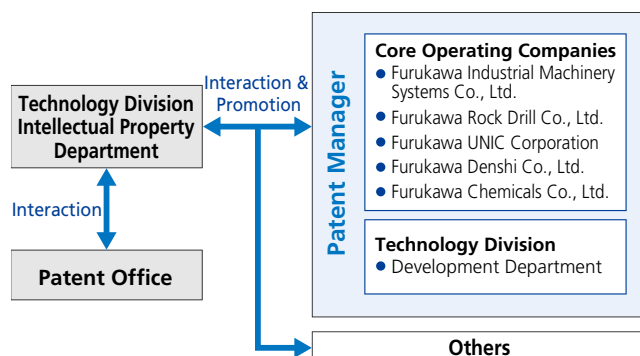 Technology Division
Intellectual Property
Department
Interaction
Patent Office
Interaction &
Promotion
Patent Manager
Core Operating Companies
● Furukawa Industrial Machinery
Systems Co., Ltd.
● Furukawa Rock Drill Co., Ltd.
● Furukawa UNIC Corporation
● Furukawa Denshi Co., Ltd.
● Furukawa Chemicals Co., Ltd.
Technology Division
● Development Department
Others